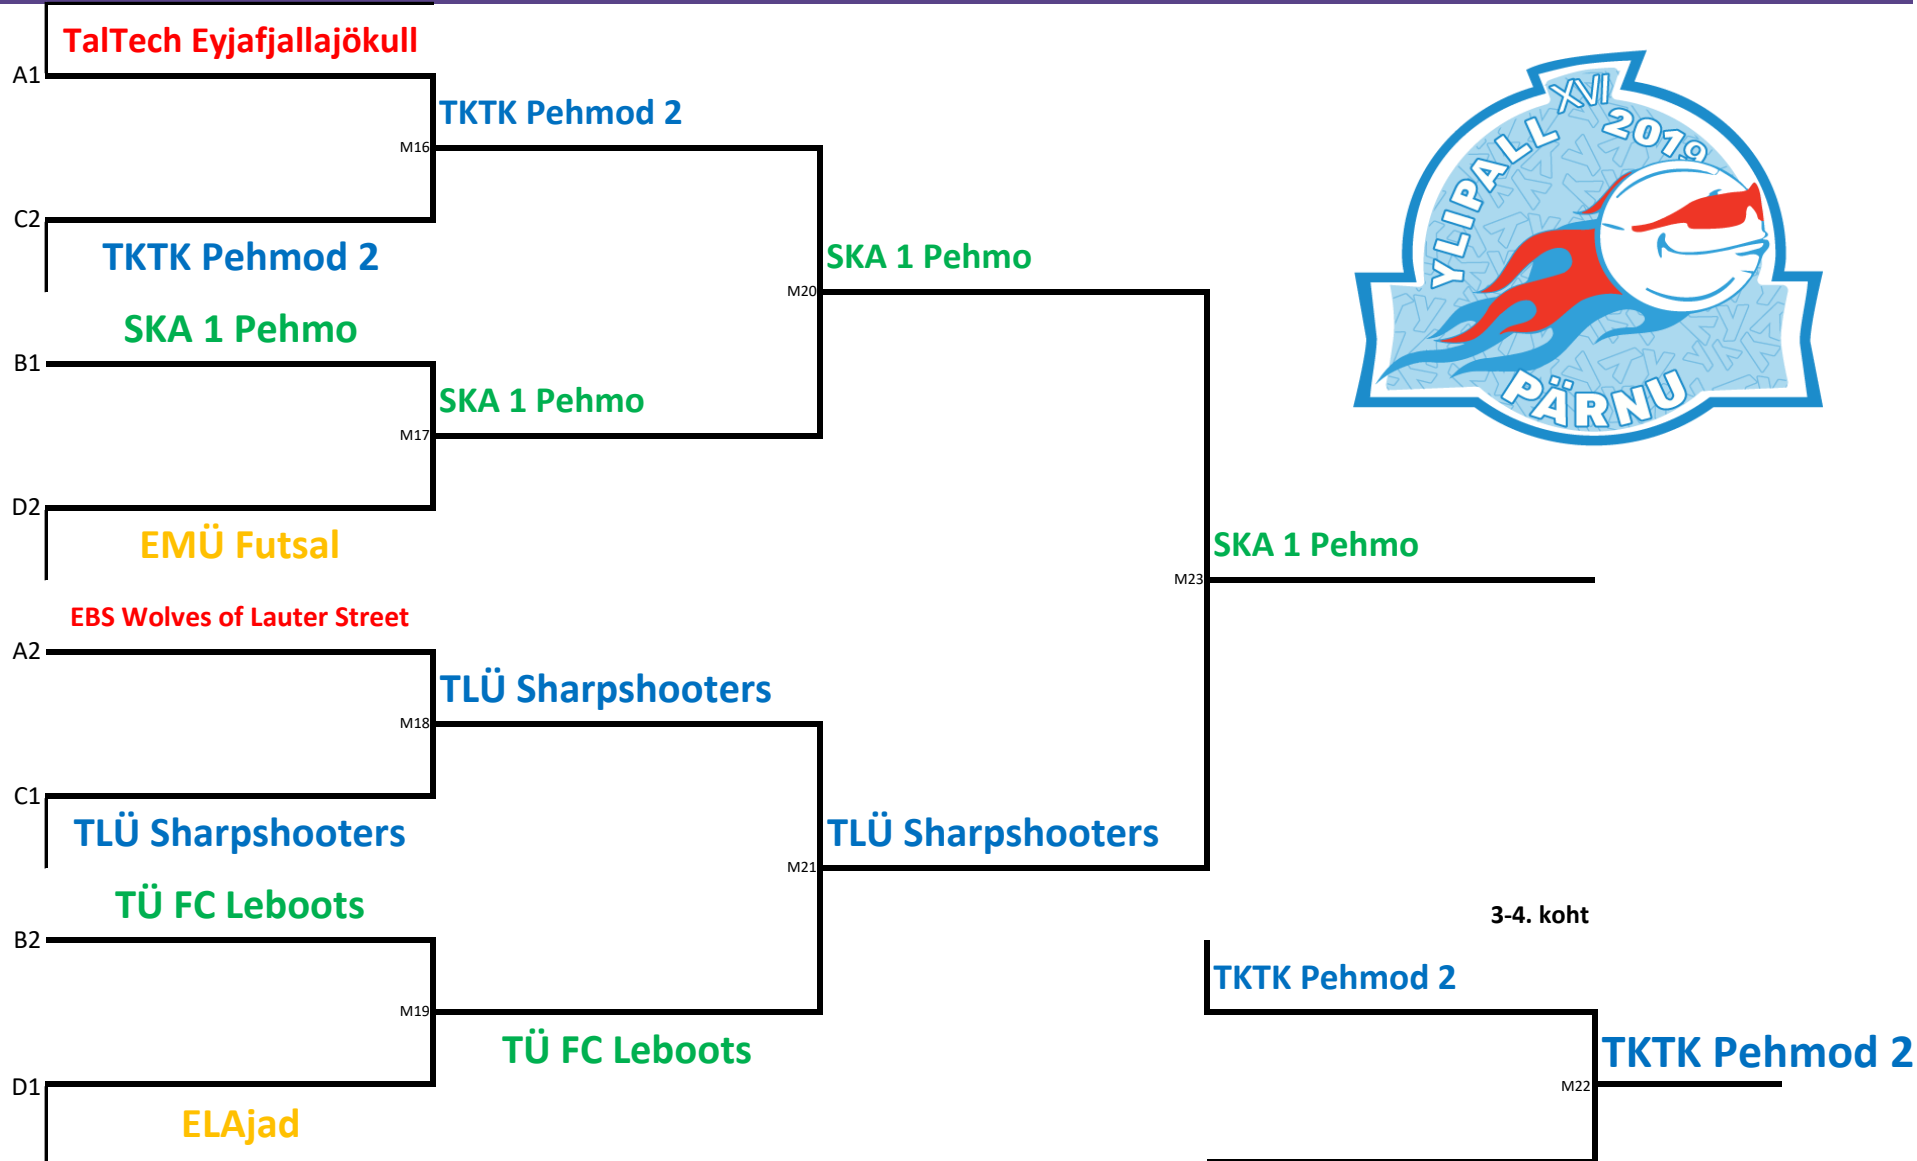 TalTech Eyjafjallajökull
A1
TKTK Pehmod 2
M16
C2
TKTK Pehmod 2
SKA 1 Pehmo
M20
SKA 1 Pehmo
B1
SKA 1 Pehmo
M17
D2
EMÜ Futsal
SKA 1 Pehmo
M23
EBS Wolves of Lauter Street
A2
TLÜ Sharpshooters
M18
C1
TLÜ Sharpshooters
TLÜ Sharpshooters
M21
TÜ FC Leboots
B2
3-4. koht
TKTK Pehmod 2
M19
TÜ FC Leboots
TKTK Pehmod 2
M22
D1
ELAjad
YLIPALL XVI 2019
PÄRNU